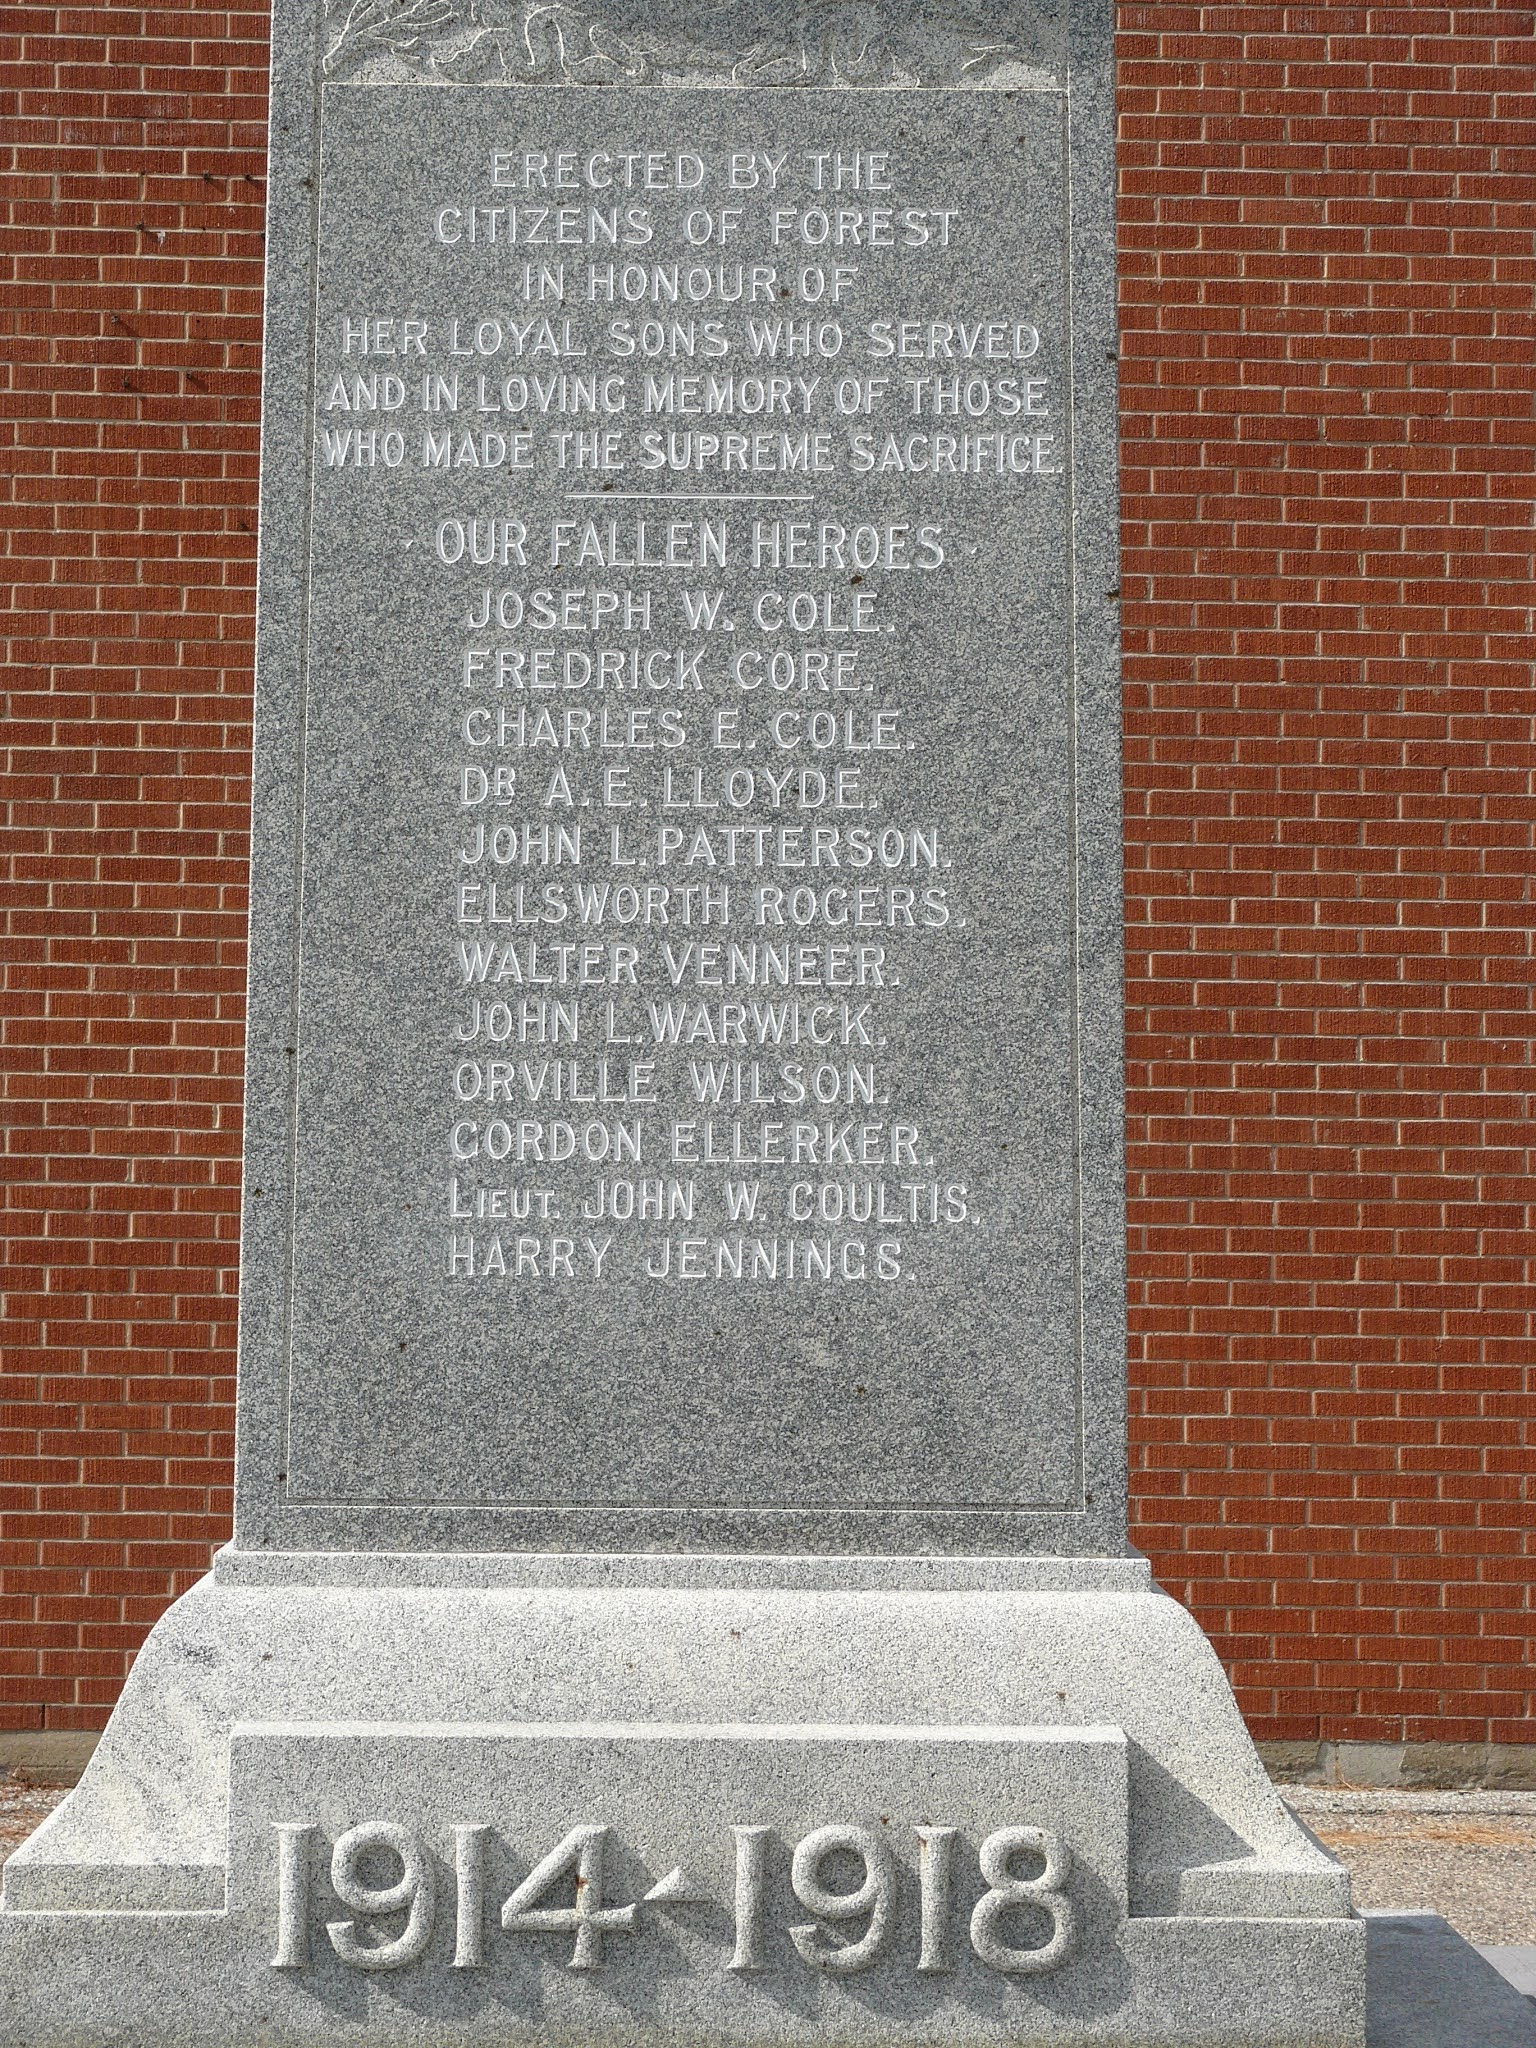 ERECTED BY THE
CITIZENS OF FOREST
IN HONOUR OF
HER LOYAL SONS WHO SERVED
AND IN LOVING MEMORY OF THOSE
WHO MADE THE SUPREME SACRIFICE.
· OUR FALLEN HEROES ·
JOSEPH W. COLE.
FREDRICK CORE.
CHARLES E. COLE.
DR A. E. LLOYDE.
JOHN L. PATTERSON.
ELLSWORTH ROGERS.
WALTER VENNEER.
JOHN L. WARWICK.
ORVILLE WILSON.
GORDON ELLERKER.
LIEUT. JOHN W. COULTIS.
HARRY JENNINGS.
1914-1918